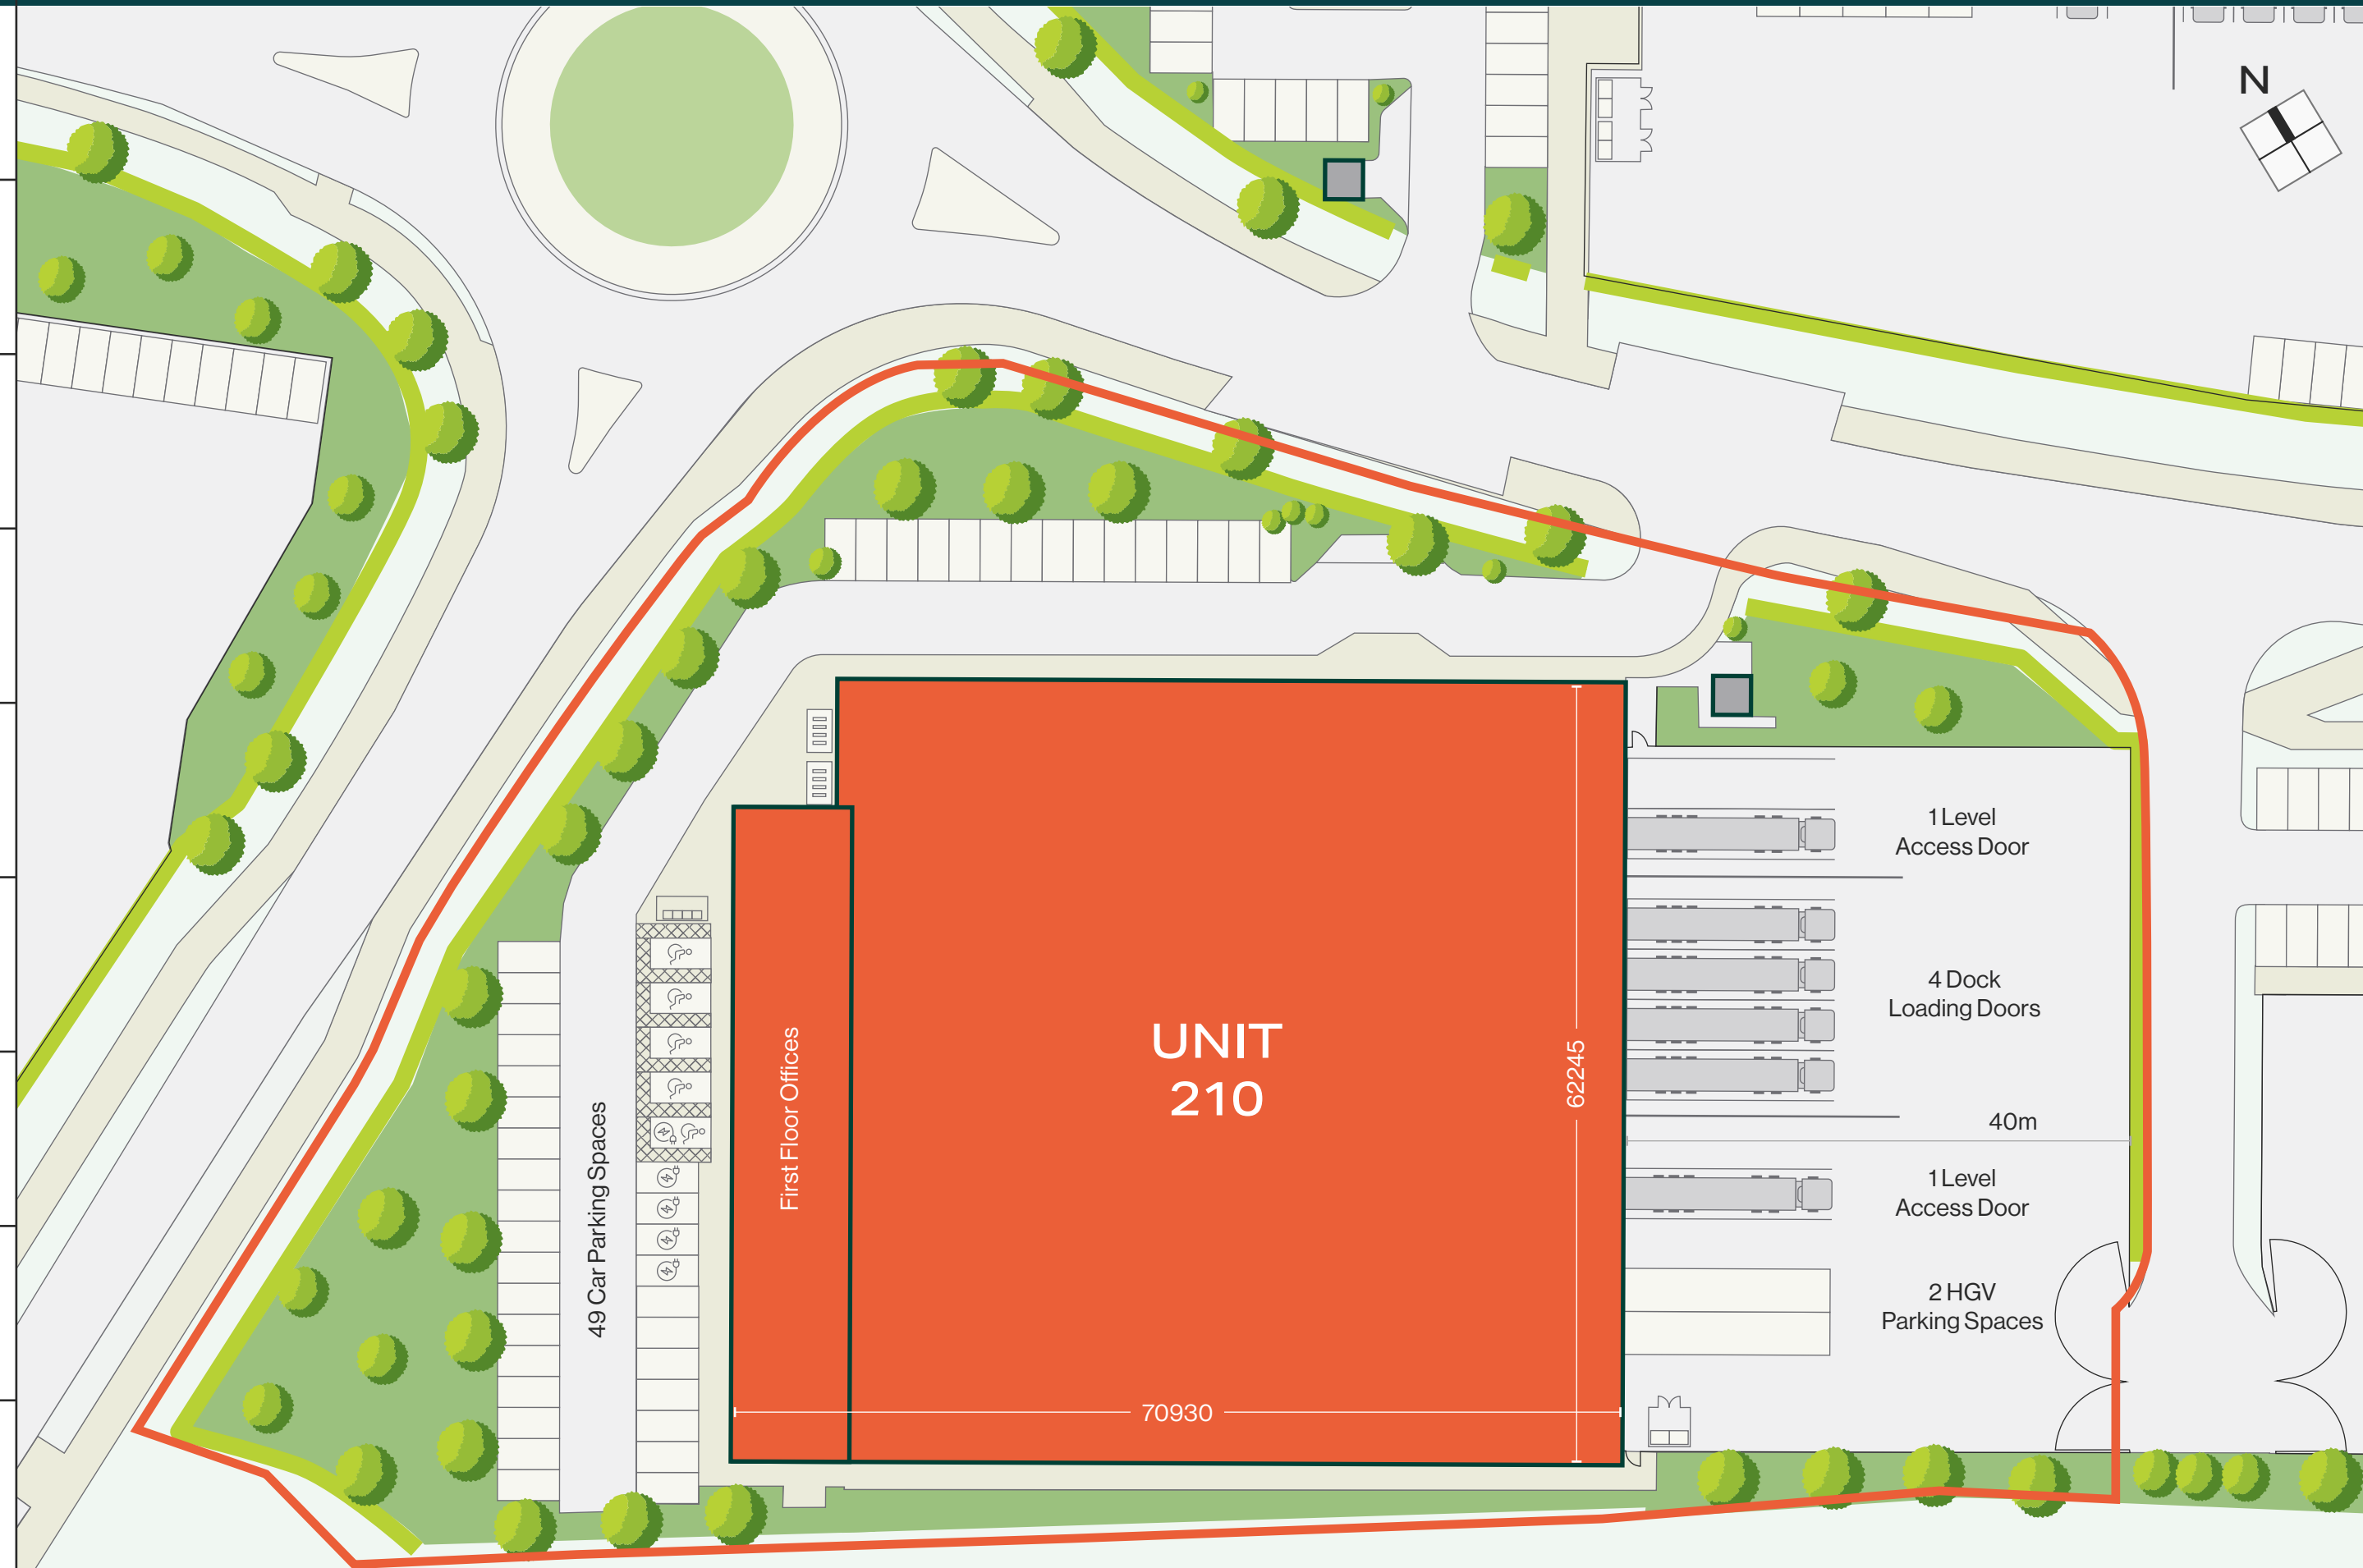 N
1 Level
Access Door
4 Dock
Loading Doors
UNIT
210
62245
First Floor Offices
49 Car Parking Spaces
40m
1 Level
Access Door
2 HGV
Parking Spaces
70930